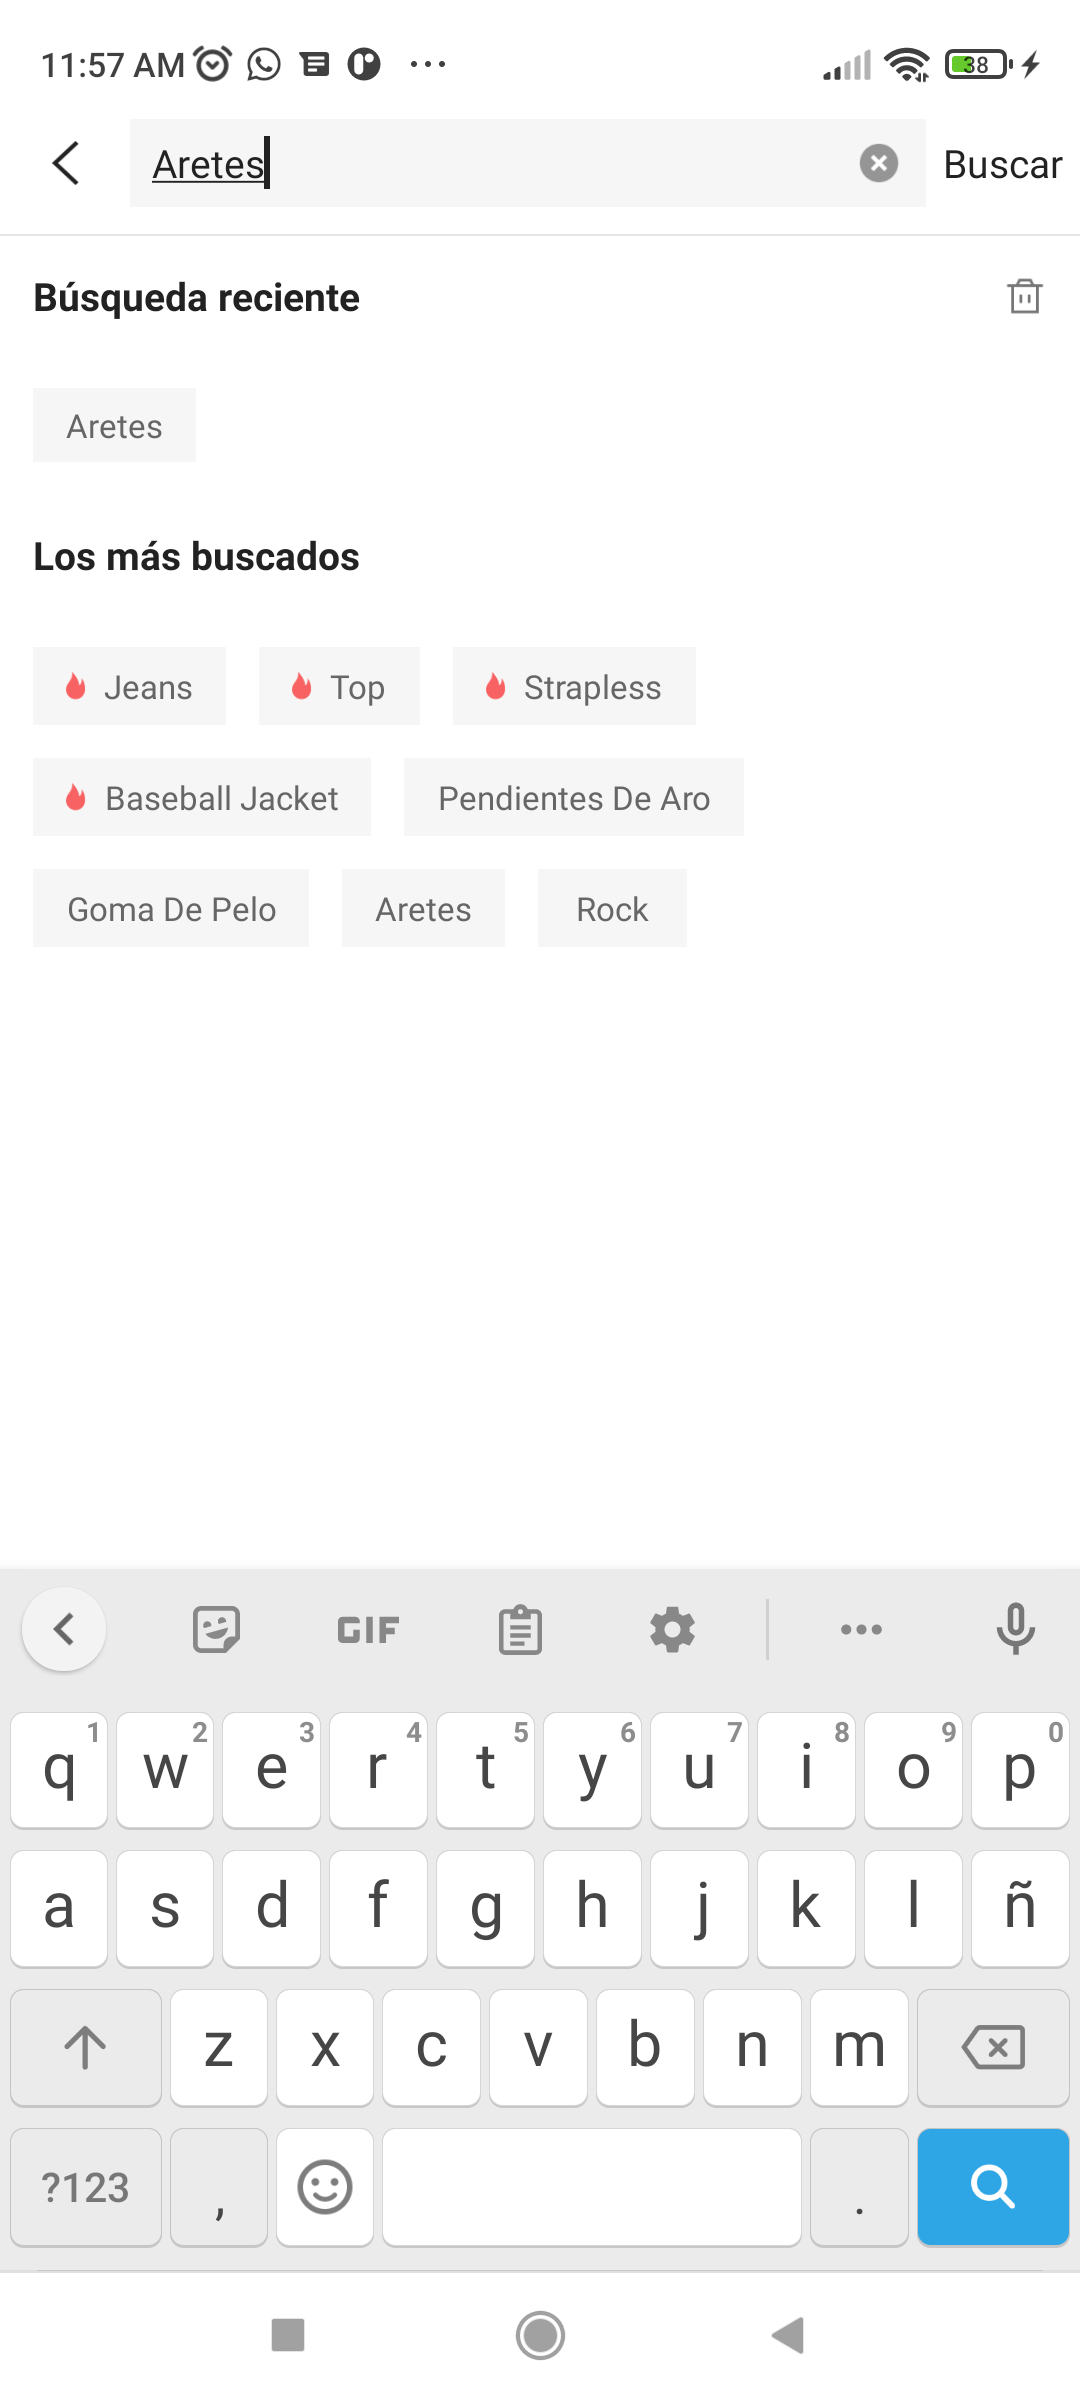 11:57 AM 38
Aretes Buscar
Búsqueda reciente
Aretes
Los más buscados
Jeans Top Strapless
Baseball Jacket Pendientes De Aro
Goma De Pelo Aretes Rock
GIF
1 2 3 4 5 6 7 8 9 0
q w e r t y u i o p
a s d f g h j k l ñ
z x c v b n m
?123 , .